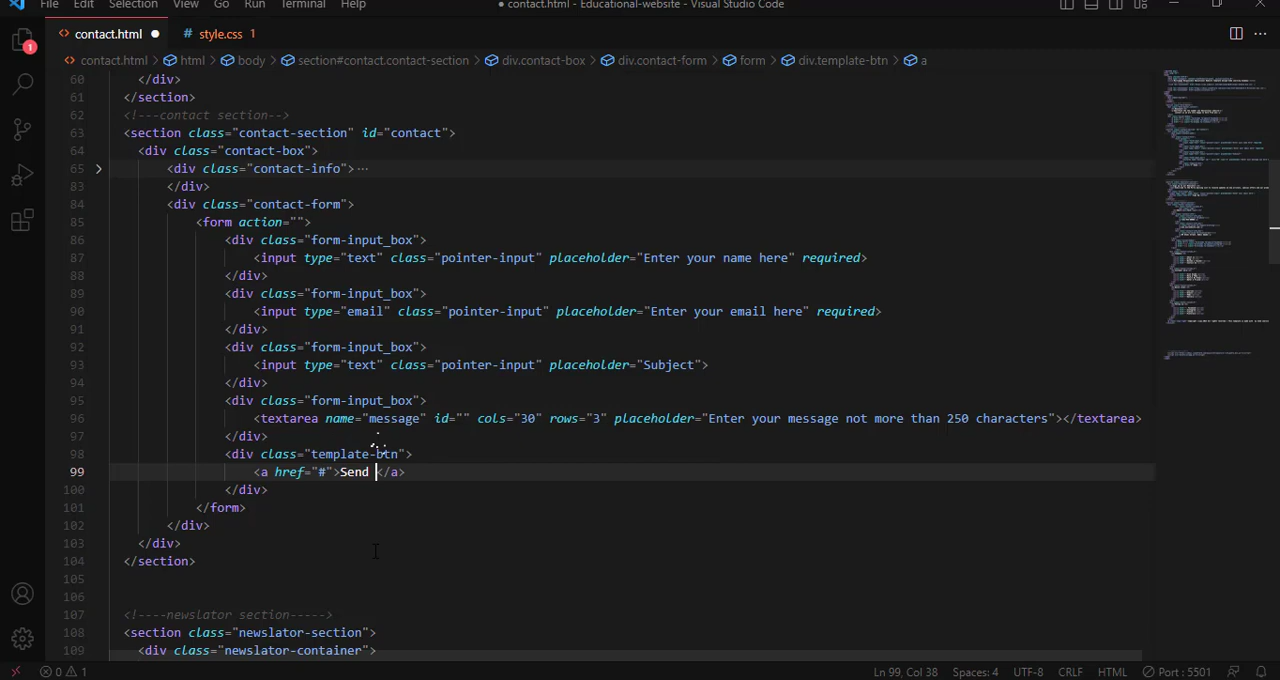 File Edit Selection View Go Run Terminal Help
• contact.html - Educational-website - Visual Studio Code
<> contact.html ●
# style.css 1
<> contact.html > html > body > section#contact.contact-section > div.contact-box > div.contact-form > form > div.template-btn > a
1
60 </div>
61 </section>
62 <!---contact section-->
63 <section class="contact-section" id="contact">
64 <div class="contact-box">
65 > <div class="contact-info">···
83 </div>
84 <div class="contact-form">
85 <form action="">
86 <div class="form-input_box">
87 <input type="text" class="pointer-input" placeholder="Enter your name here" required>
88 </div>
89 <div class="form-input_box">
90 <input type="email" class="pointer-input" placeholder="Enter your email here" required>
91 </div>
92 <div class="form-input_box">
93 <input type="text" class="pointer-input" placeholder="Subject">
94 </div>
95 <div class="form-input_box">
96 <textarea name="message" id="" cols="30" rows="3" placeholder="Enter your message not more than 250 characters"></textarea>
97 </div>
98 <div class="template-btn">
99 <a href="#">Send </a>
100 </div>
101 </form>
102 </div>
103 </div>
104 </section>
105
106
107 <!----newslator section----->
108 <section class="newslator-section">
109 <div class="newslator-container">
0 1 Ln 99, Col 38 Spaces: 4 UTF-8 CRLF HTML Port : 5501